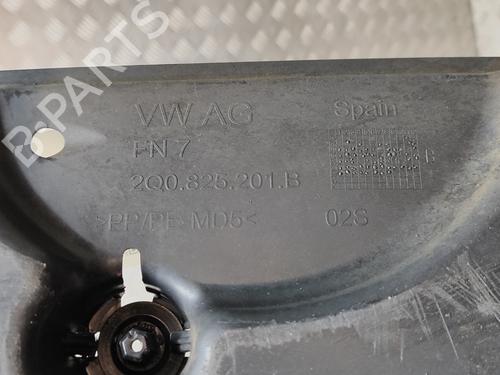 VW AG Spain
FN 7
2Q0.825.201.B
B
>PP/PE-MD5< 02S
B-PARTS